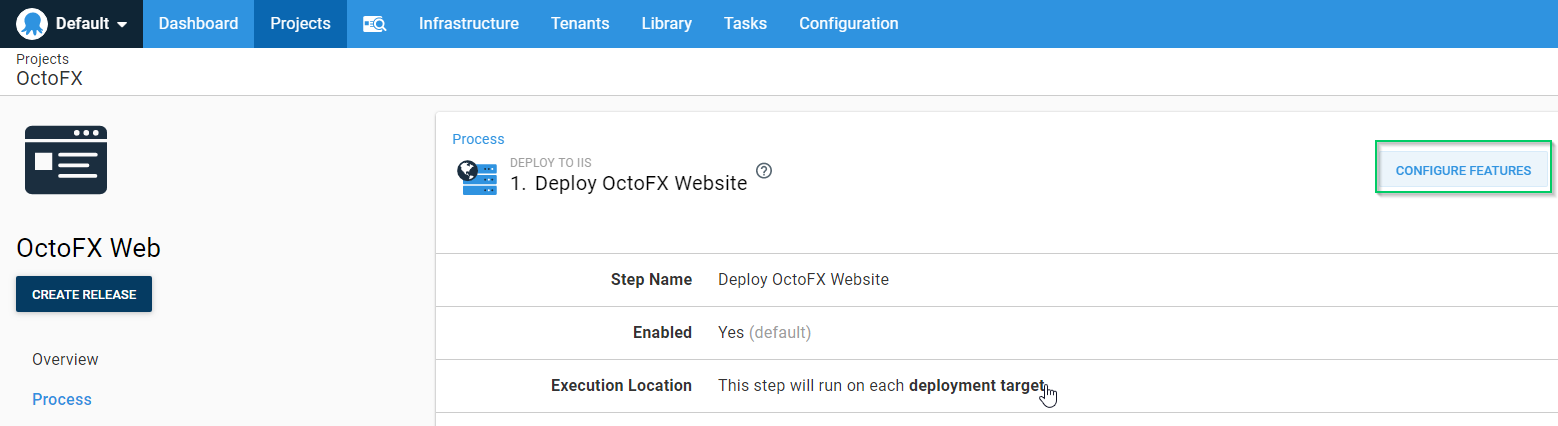 Default Dashboard Projects Infrastructure Tenants Library Tasks Configuration
Projects
OctoFX
Process
DEPLOY TO IIS
1. Deploy OctoFX Website ?
CONFIGURE FEATURES
OctoFX Web
CREATE RELEASE
Step Name Deploy OctoFX Website
Enabled Yes (default)
Overview
Execution Location This step will run on each deployment target
Process